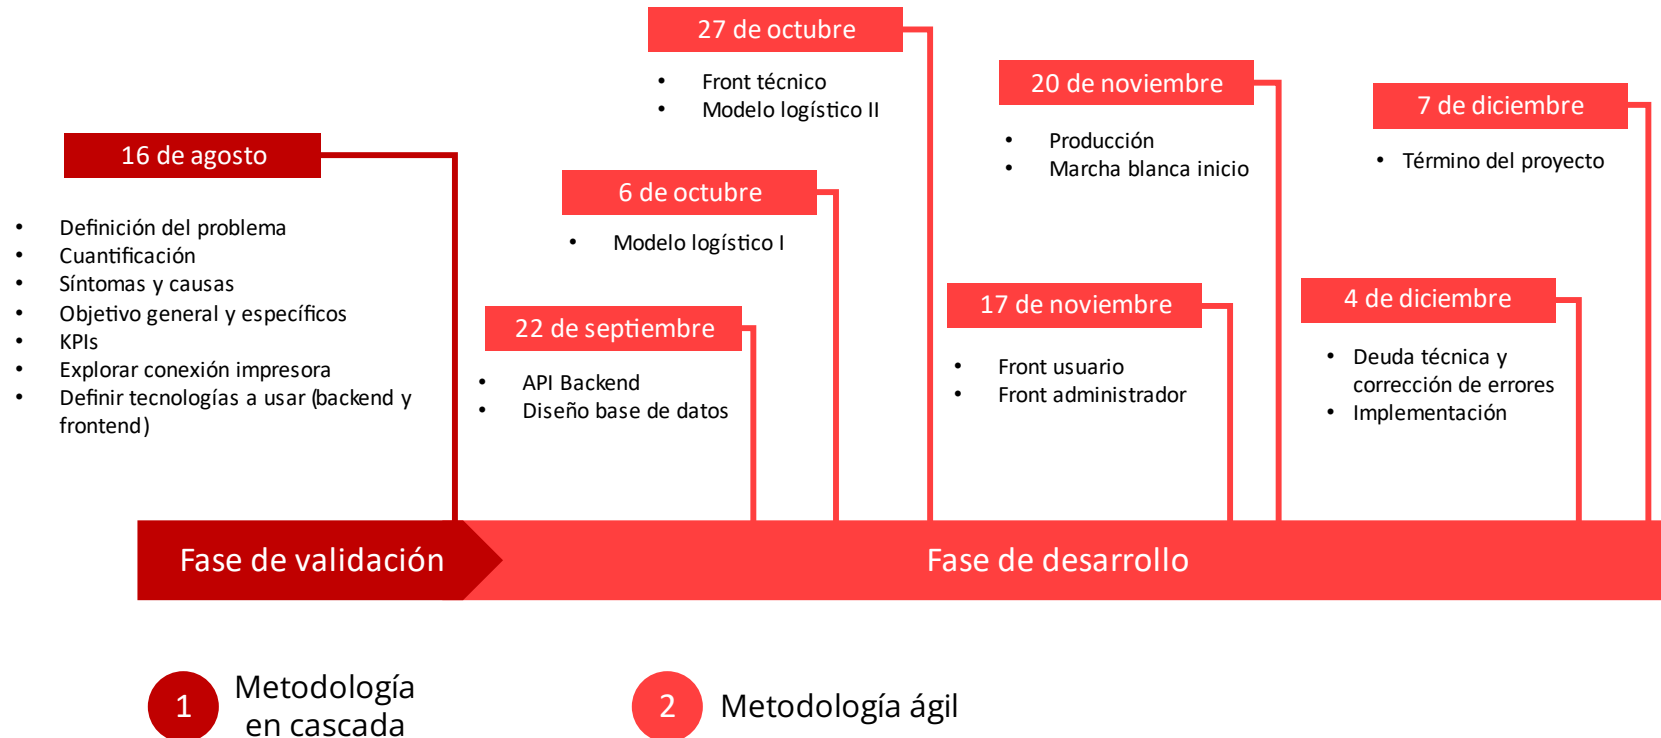 16 de agosto
Definición del problema
Cuantificación
Síntomas y causas
Objetivo general y específicos
KPIs
Explorar conexión impresora
Definir tecnologías a usar (backend y
frontend)
22 de septiembre
API Backend
Diseño base de datos
6 de octubre
Modelo logístico I
27 de octubre
Front técnico
Modelo logístico II
17 de noviembre
Front usuario
Front administrador
20 de noviembre
Producción
Marcha blanca inicio
4 de diciembre
Deuda técnica y
corrección de errores
Implementación
7 de diciembre
Término del proyecto
Fase de validación
Fase de desarrollo
1
Metodología
en cascada
2
Metodología ágil